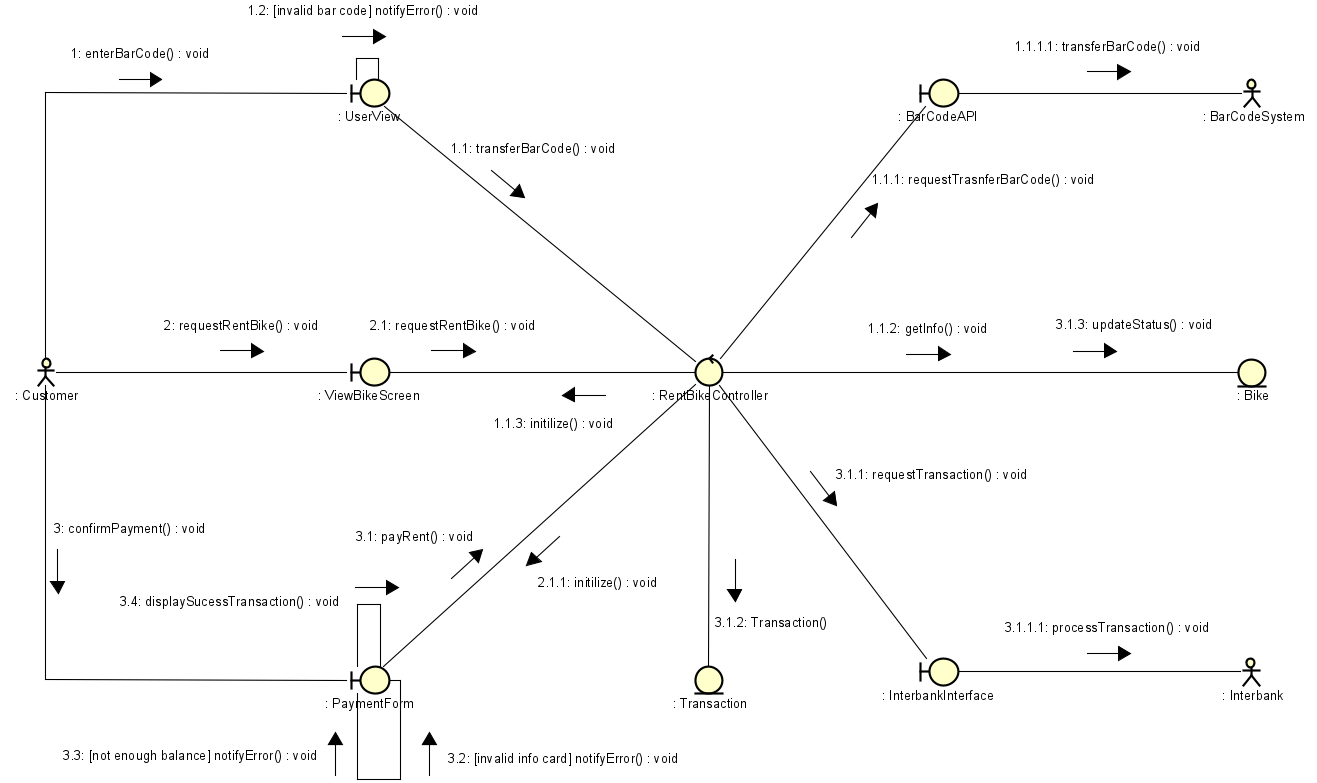 1.2: [invalid bar code] notifyError() : void
1: enterBarCode() : void
1.1.1.1: transferBarCode() : void
: UserView
: BarCodeAPI
: BarCodeSystem
1.1: transferBarCode() : void
1.1.1: requestTrasnferBarCode() : void
2: requestRentBike() : void
2.1: requestRentBike() : void
1.1.2: getInfo() : void
3.1.3: updateStatus() : void
: Customer
: ViewBikeScreen
: RentBikeController
: Bike
1.1.3: initilize() : void
3.1.1: requestTransaction() : void
3: confirmPayment() : void
3.1: payRent() : void
2.1.1: initilize() : void
3.4: displaySucessTransaction() : void
3.1.2: Transaction()
3.1.1.1: processTransaction() : void
: PaymentForm
: Transaction
: InterbankInterface
: Interbank
3.3: [not enough balance] notifyError() : void
3.2: [invalid info card] notifyError() : void